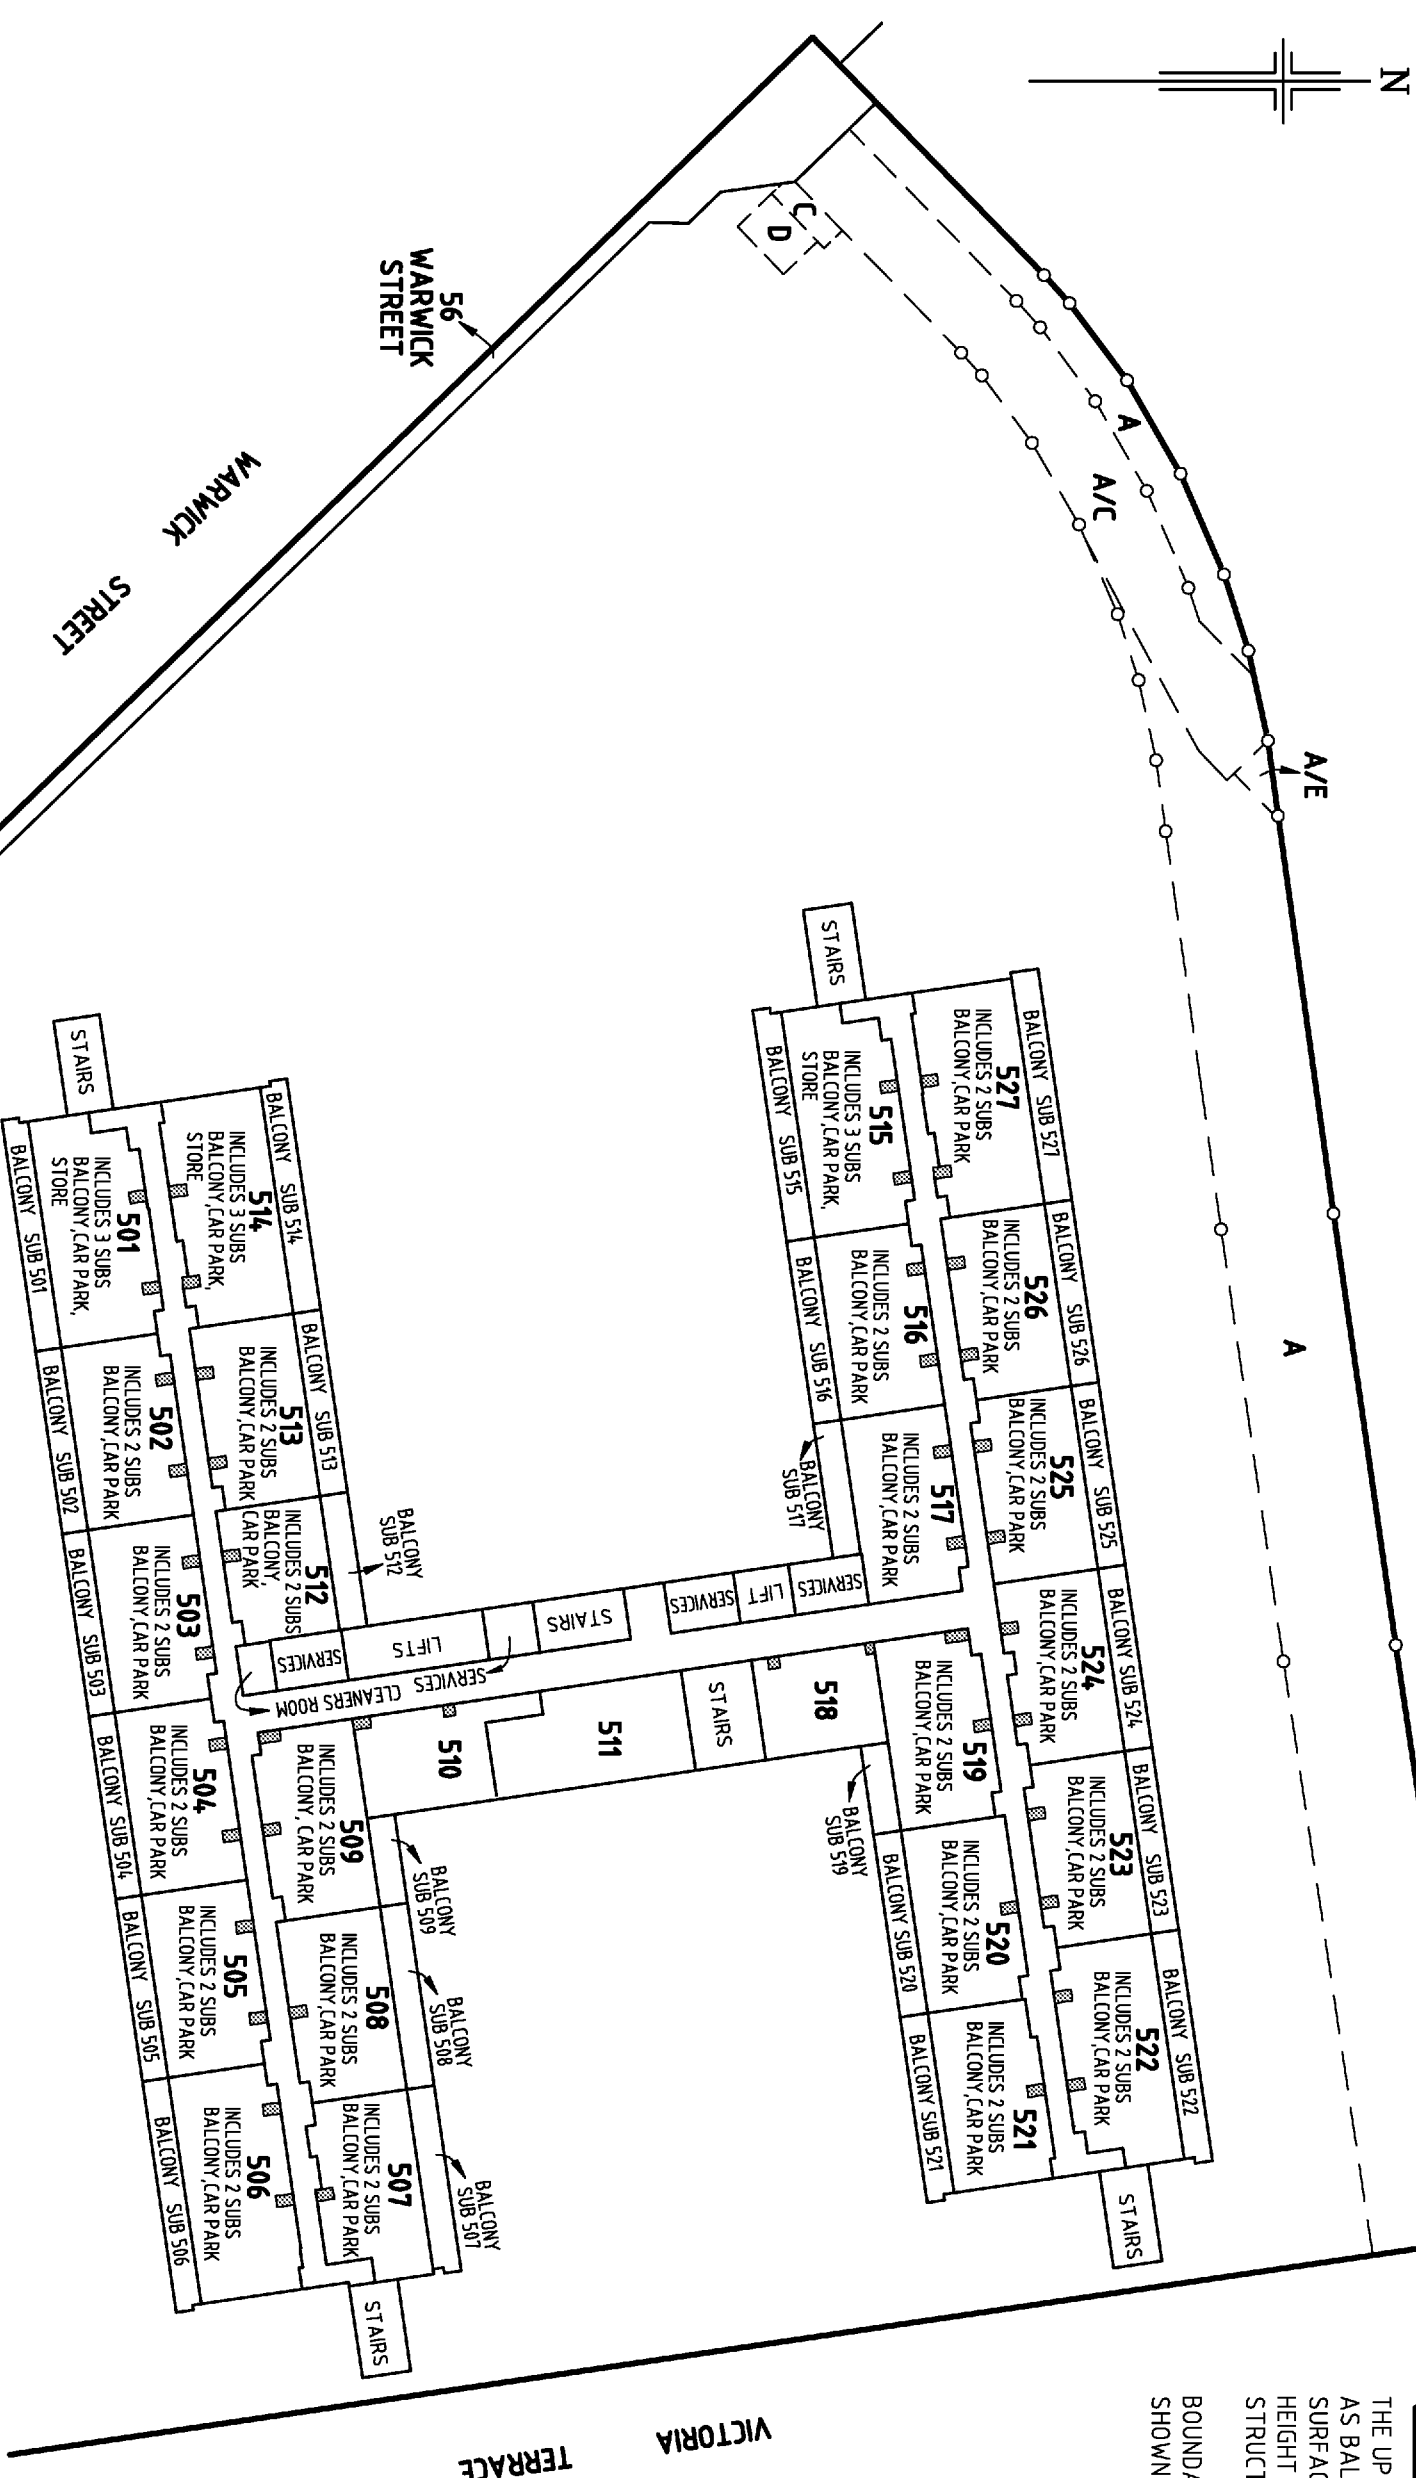 N
56
WARWICK
STREET
WARWICK
STREET
C
D
A
A/C
A/E
A
STAIRS
BALCONY SUB 527
527
INCLUDES 2 SUBS
BALCONY,CAR PARK
BALCONY SUB 526
526
INCLUDES 2 SUBS
BALCONY,CAR PARK
BALCONY SUB 525
525
INCLUDES 2 SUBS
BALCONY,CAR PARK
BALCONY SUB 524
524
INCLUDES 2 SUBS
BALCONY,CAR PARK
BALCONY SUB 523
523
INCLUDES 2 SUBS
BALCONY,CAR PARK
BALCONY SUB 522
522
INCLUDES 2 SUBS
BALCONY,CAR PARK
STAIRS
515
INCLUDES 3 SUBS
BALCONY,CAR PARK,
STORE
BALCONY SUB 515
516
INCLUDES 2 SUBS
BALCONY,CAR PARK
BALCONY SUB 516
517
INCLUDES 2 SUBS
BALCONY,CAR PARK
BALCONY
SUB 517
519
INCLUDES 2 SUBS
BALCONY,CAR PARK
BALCONY
SUB 519
520
INCLUDES 2 SUBS
BALCONY,CAR PARK
BALCONY SUB 520
521
INCLUDES 2 SUBS
BALCONY,CAR PARK
BALCONY SUB 521
SERVICES
LIFT
SERVICES
STAIRS
LIFTS
SERVICES
SERVICES
CLEANERS ROOM
518
STAIRS
511
510
STAIRS
BALCONY SUB 514
514
INCLUDES 3 SUBS
BALCONY,CAR PARK,
STORE
BALCONY SUB 513
513
INCLUDES 2 SUBS
BALCONY,CAR PARK
BALCONY
SUB 512
512
INCLUDES 2 SUBS
BALCONY,
CAR PARK
BALCONY
SUB 509
509
INCLUDES 2 SUBS
BALCONY, CAR PARK
BALCONY
SUB 508
508
INCLUDES 2 SUBS
BALCONY,CAR PARK
BALCONY
SUB 507
507
INCLUDES 2 SUBS
BALCONY,CAR PARK
STAIRS
501
INCLUDES 3 SUBS
BALCONY,CAR PARK,
STORE
BALCONY SUB 501
502
INCLUDES 2 SUBS
BALCONY,CAR PARK
BALCONY SUB 502
503
INCLUDES 2 SUBS
BALCONY,CAR PARK
BALCONY SUB 503
504
INCLUDES 2 SUBS
BALCONY,CAR PARK
BALCONY SUB 504
505
INCLUDES 2 SUBS
BALCONY,CAR PARK
BALCONY SUB 505
506
INCLUDES 2 SUBS
BALCONY,CAR PARK
BALCONY SUB 506
VICTORIA
TERRACE
THE UP
AS BAL
SURFAC
HEIGHT
STRUCT
BOUNDA
SHOWN